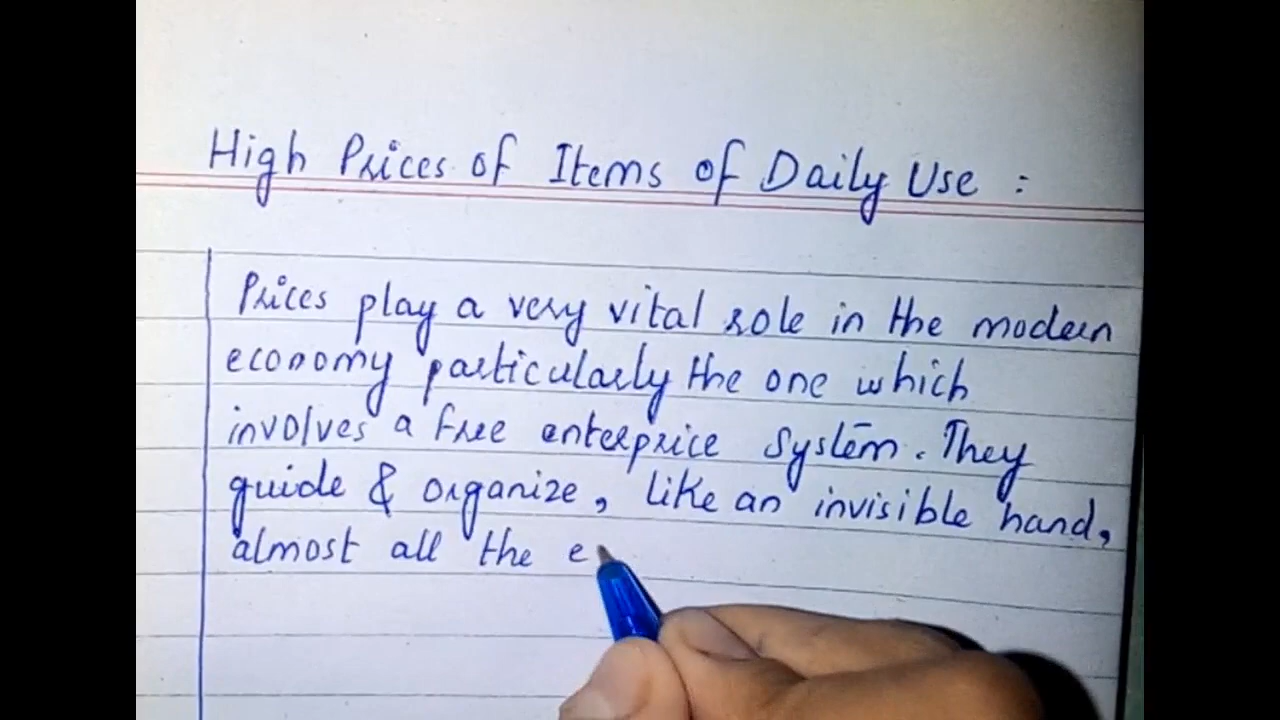 High Prices of Items of Daily Use :
Prices play a very vital role in the modern
economy particularly the one which
involves a free enterprice system. They
guide & organize, like an invisible hand,
almost all the e